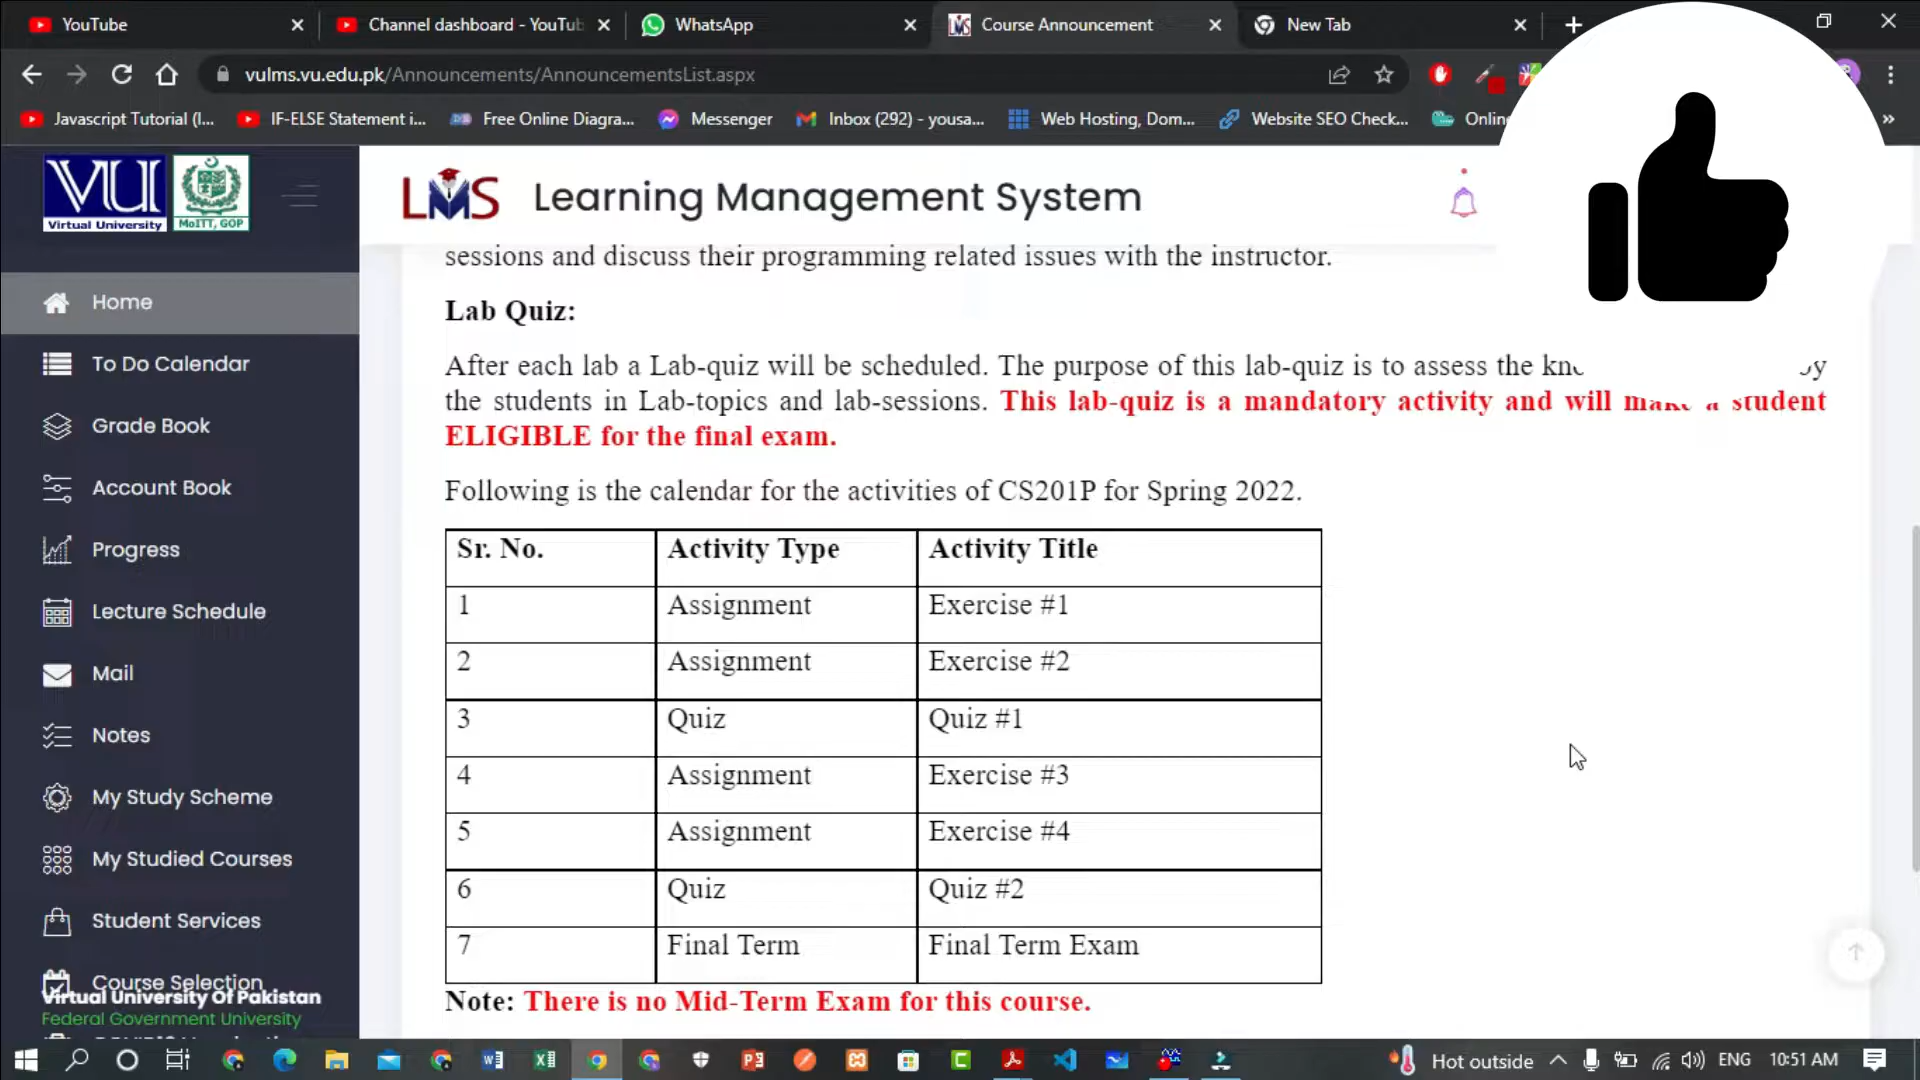 YouTube
Channel dashboard - YouTub
WhatsApp
Course Announcement
New Tab
vulms.vu.edu.pk/Announcements/AnnouncementsList.aspx
Javascript Tutorial (I...
IF-ELSE Statement i...
Free Online Diagra...
Messenger
Inbox (292) - yousa...
Web Hosting, Dom...
Website SEO Check...
Online
VU
Virtual University
MoITT, GOP
LMS
Learning Management System
Home
To Do Calendar
Grade Book
Account Book
Progress
Lecture Schedule
Mail
Notes
My Study Scheme
My Studied Courses
Student Services
Course Selection
Virtual University Of Pakistan
Federal Government University
sessions and discuss their programming related issues with the instructor.
Lab Quiz:
After each lab a Lab-quiz will be scheduled. The purpose of this lab-quiz is to assess the
the students in Lab-topics and lab-sessions. This lab-quiz is a mandatory activity and will make a student
ELIGIBLE for the final exam.
Following is the calendar for the activities of CS201P for Spring 2022.
Sr. No. Activity Type Activity Title
1 Assignment Exercise #1
2 Assignment Exercise #2
3 Quiz Quiz #1
4 Assignment Exercise #3
5 Assignment Exercise #4
6 Quiz Quiz #2
7 Final Term Final Term Exam
Note: There is no Mid-Term Exam for this course.
Hot outside
ENG
10:51 AM